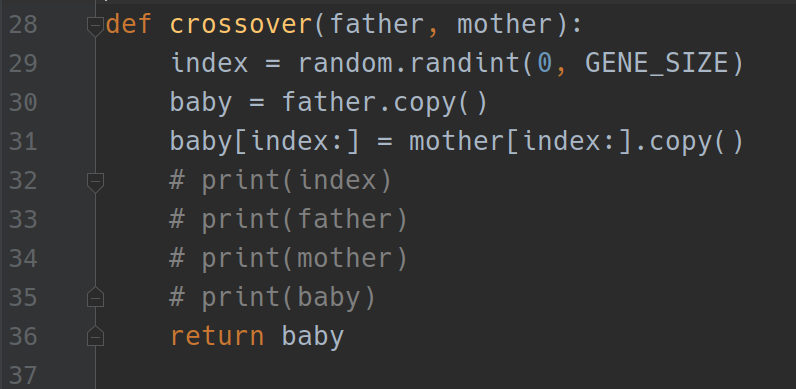 28 def crossover(father, mother):
29     index = random.randint(0, GENE_SIZE)
30     baby = father.copy()
31     baby[index:] = mother[index:].copy()
32     # print(index)
33     # print(father)
34     # print(mother)
35     # print(baby)
36     return baby
37